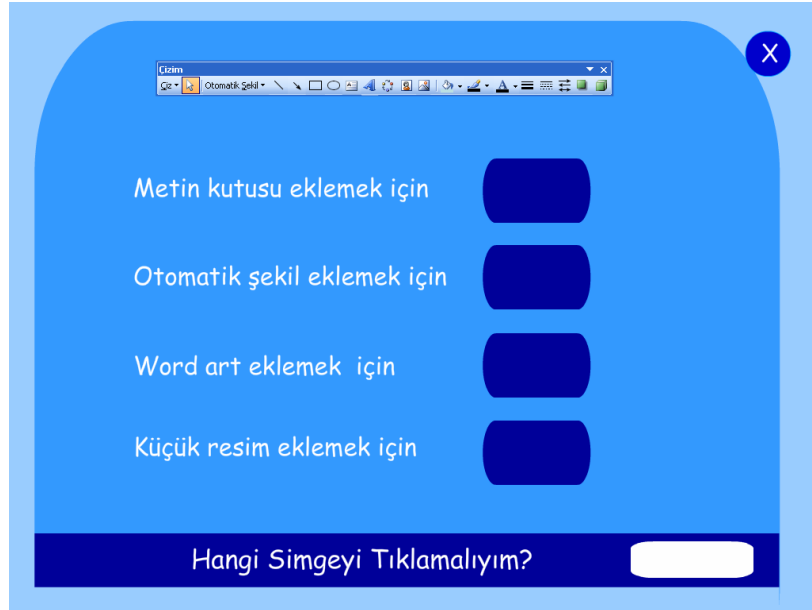 Çizim
X
Çiz Otomatik Şekil A A
Metin kutusu eklemek için
Otomatik şekil eklemek için
Word art eklemek için
Küçük resim eklemek için
Hangi Simgeyi Tıklamalıyım?